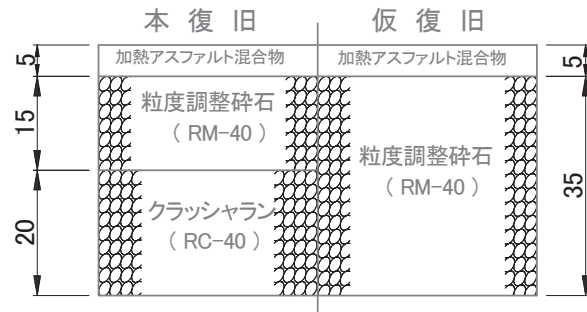 本復旧
仮復旧
5
加熱アスファルト混合物
加熱アスファルト混合物
5
15
粒度調整砕石
（RM-40）
粒度調整砕石
（RM-40）
35
20
クラッシャラン
（RC-40）